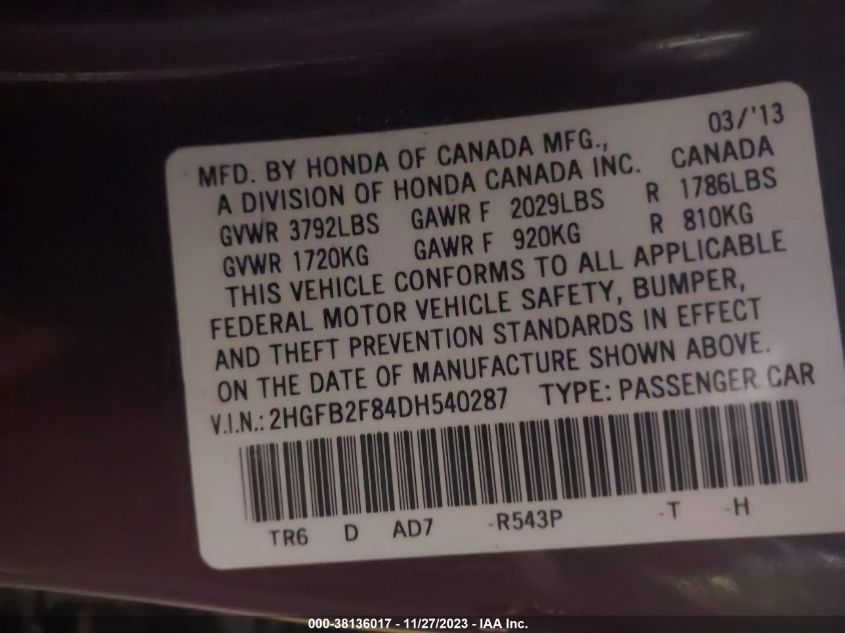 03/'13
MFD. BY HONDA OF CANADA MFG.,
A DIVISION OF HONDA CANADA INC. CANADA
GVWR 3792LBS GAWR F 2029LBS R 1786LBS
GVWR 1720KG GAWR F 920KG R 810KG
THIS VEHICLE CONFORMS TO ALL APPLICABLE
FEDERAL MOTOR VEHICLE SAFETY, BUMPER,
AND THEFT PREVENTION STANDARDS IN EFFECT
ON THE DATE OF MANUFACTURE SHOWN ABOVE.
V.I.N.: 2HGFB2F84DH540287 TYPE: PASSENGER CAR
TR6 D AD7 -R543P -T -H
000-38136017 - 11/27/2023 - IAA Inc.